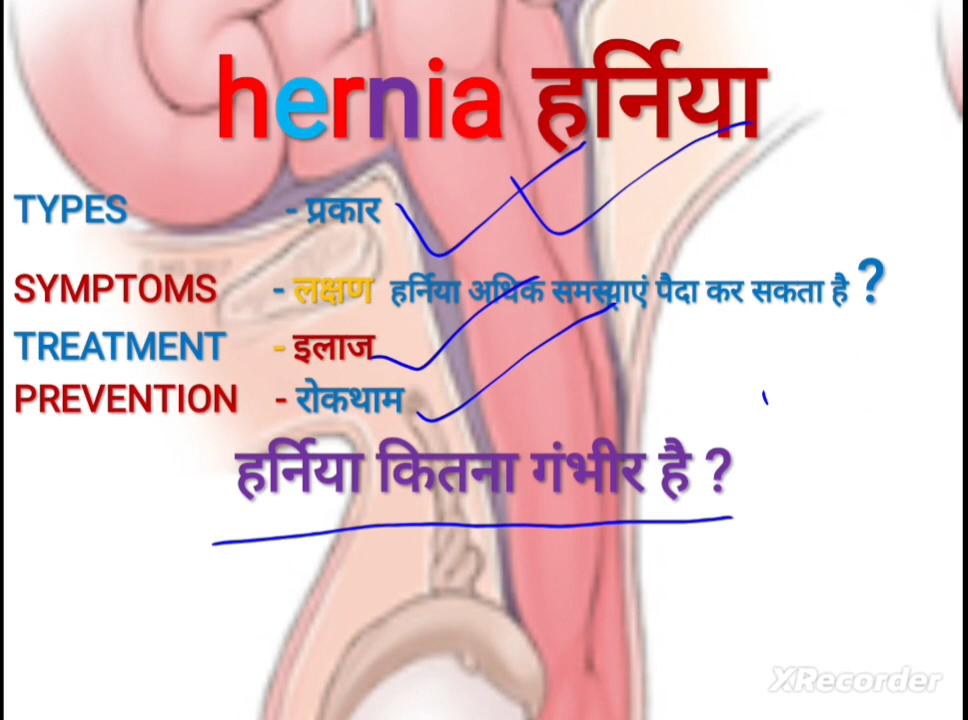 hernia हर्निया
TYPES - प्रकार
SYMPTOMS - लक्षण हर्निया अधिक समस्याएं पैदा कर सकता है ?
TREATMENT - इलाज
PREVENTION - रोकथाम
हर्निया कितना गंभीर है ?
XRecorder